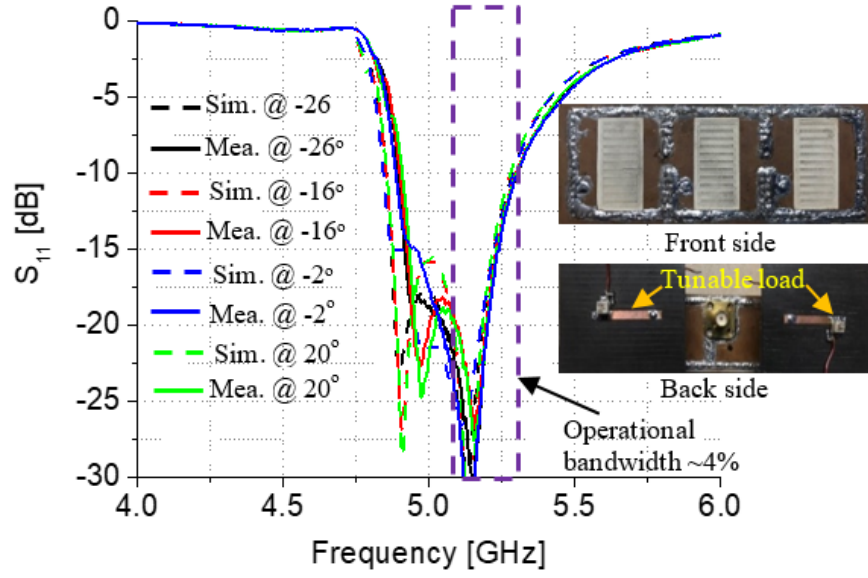 0
-5
-10
-15
-20
-25
-30
S11 [dB]
4.0 4.5 5.0 5.5 6.0
Frequency [GHz]
Sim. @ -26
Mea. @ -26°
Sim. @ -16°
Mea. @ -16°
Sim. @ -2°
Mea. @ -2°
Sim. @ 20°
Mea. @ 20°
Front side
Tunable load
Back side
Operational
bandwidth ~4%